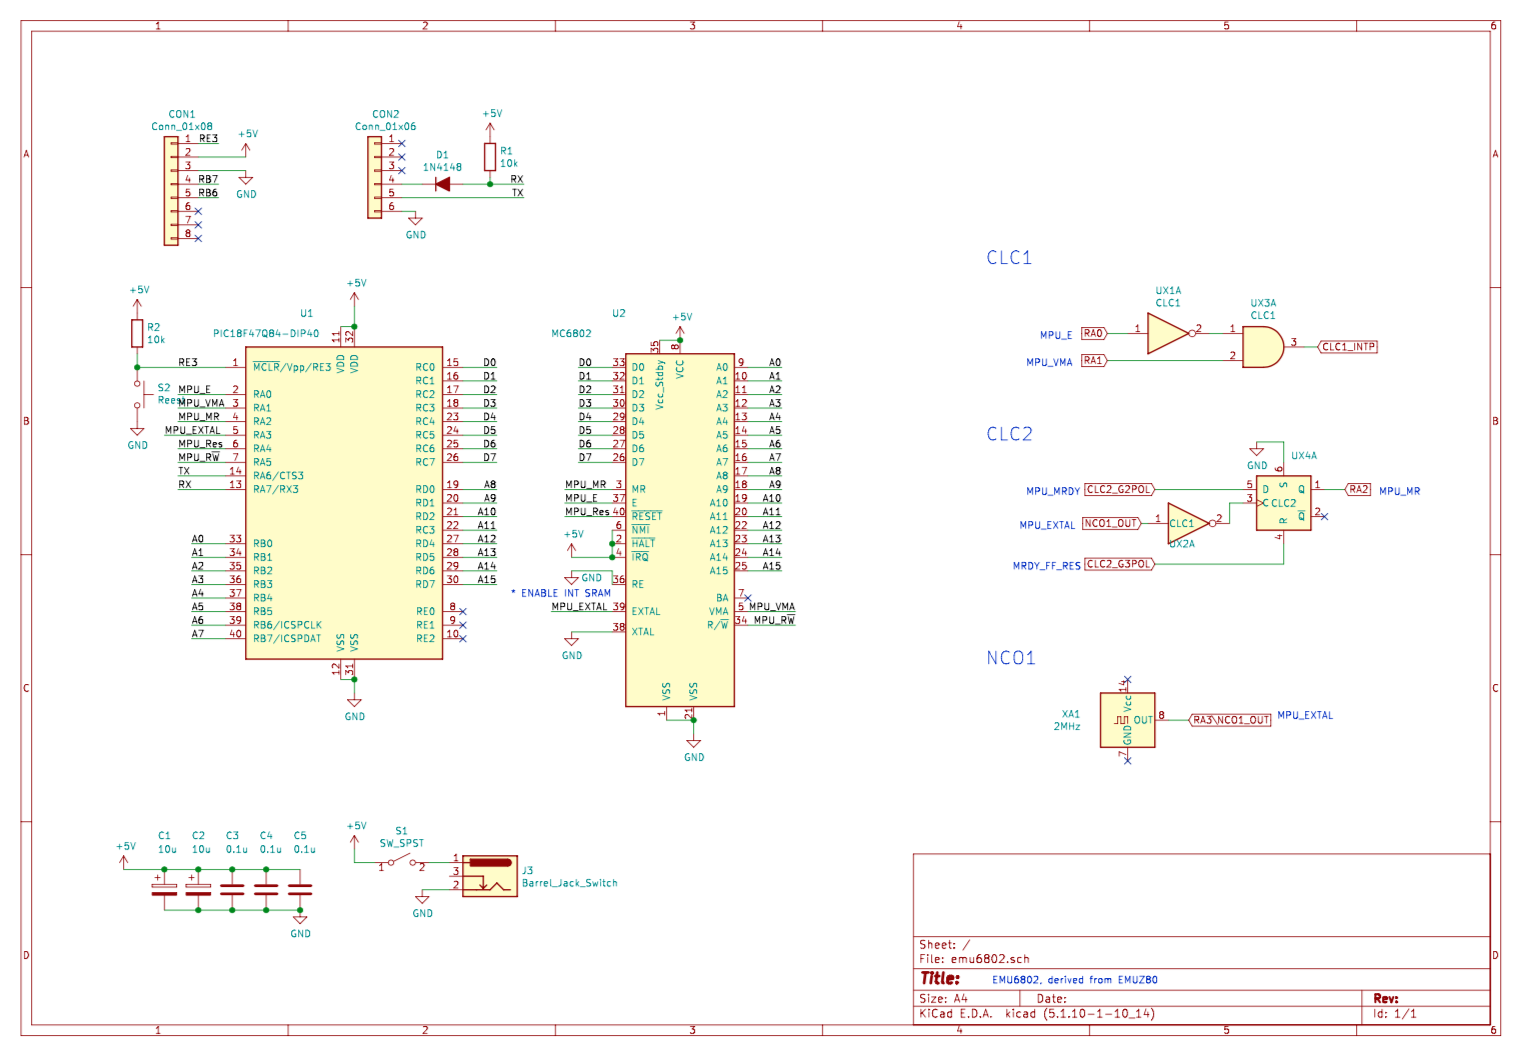 1 2 3 4 5 6
A
B
C
D
A
B
C
D
1 2 3 4 5 6
CON1
Conn_01x08
1 RE3
2
3
4 RB7
5 RB6
6
7
8
+5V
GND
CON2
Conn_01x06
1
2
3
4
5
6
GND
D1
1N4148
+5V
R1
10k
RX
TX
+5V
R2
10k
S2
Reest
GND
+5V
U1
PIC18F47Q84-DIP40
11 32
VDD VDD
RE3 1 MCLR/Vpp/RE3
MPU_E 2 RA0
MPU_VMA 3 RA1
MPU_MR 4 RA2
MPU_EXTAL 5 RA3
MPU_Res 6 RA4
MPU_RW 7 RA5
TX 14 RA6/CTS3
RX 13 RA7/RX3
A0 33 RB0
A1 34 RB1
A2 35 RB2
A3 36 RB3
A4 37 RB4
A5 38 RB5
A6 39 RB6/ICSPCLK
A7 40 RB7/ICSPDAT
RC0 15 D0
RC1 16 D1
RC2 17 D2
RC3 18 D3
RC4 23 D4
RC5 24 D5
RC6 25 D6
RC7 26 D7
RD0 19 A8
RD1 20 A9
RD2 21 A10
RC3 22 A11
RD4 27 A12
RD5 28 A13
RD6 29 A14
RD7 30 A15
RE0 8
RE1 9
RE2 10
VSS VSS
12 31
GND
U2
MC6802
+5V
35 8
Vcc_Stdby VCC
D0 33 D0
D1 32 D1
D2 31 D2
D3 30 D3
D4 29 D4
D5 28 D5
D6 27 D6
D7 26 D7
MPU_MR 3 MR
MPU_E 37 E
MPU_Res 40 RESET
6 NMI
2 HALT
4 IRQ
+5V
GND
36 RE
* ENABLE INT SRAM
MPU_EXTAL 39 EXTAL
38 XTAL
GND
A0 9 A0
A1 10 A1
A2 11 A2
A3 12 A3
A4 13 A4
A5 14 A5
A6 15 A6
A7 16 A7
A8 17 A8
A9 18 A9
A10 19 A10
A11 20 A11
A12 22 A12
A13 23 A13
A14 24 A14
A15 25 A15
BA 7
VMA 5 MPU_VMA
R/W 34 MPU_RW
VSS VSS
1 21
GND
CLC1
UX1A
CLC1
UX3A
CLC1
MPU_E RA0 1 2 1
MPU_VMA RA1 2
3 CLC1_INTP
CLC2
GND
UX4A
6
MPU_MRDY CLC2_G2POL 5 D S Q 1 RA2 MPU_MR
3 C CLC2
Q 2
R
4
MPU_EXTAL NCO1_OUT 1 CLC1 2
UX2A
MRDY_FF_RES CLC2_G3POL
NCO1
XA1
2MHz
14
Vcc
OUT 8
GND
7
RA3\NCO1_OUT MPU_EXTAL
+5V
C1
10u
C2
10u
C3
0.1u
C4
0.1u
C5
0.1u
+ +
GND
+5V
S1
SW_SPST
1 2
1
3
2
J3
Barrel_Jack_Switch
GND
Sheet: /
File: emu6802.sch
Title: EMU6802, derived from EMUZ80
Size: A4 Date: Rev:
KiCad E.D.A. kicad (5.1.10-1-10_14) Id: 1/1